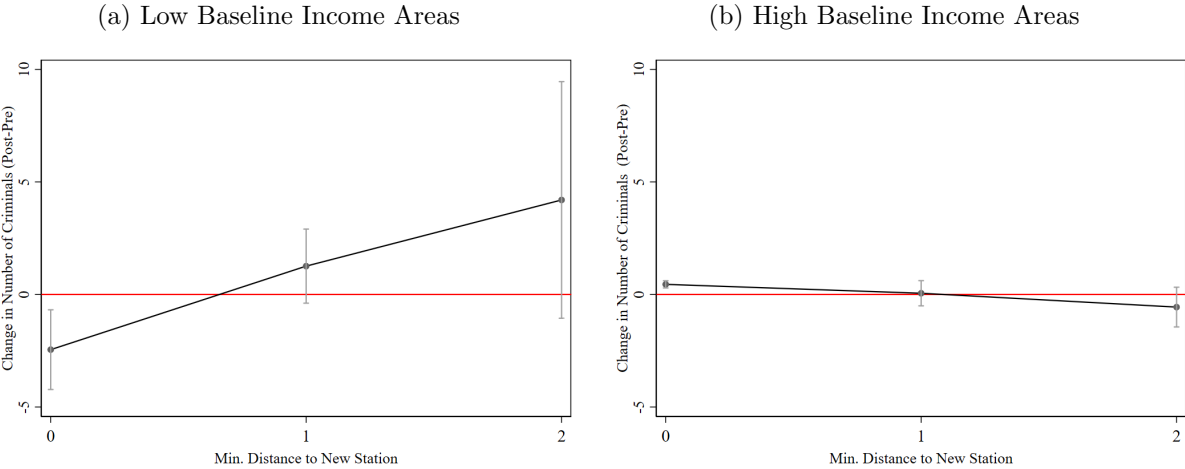 (a) Low Baseline Income Areas
Change in Number of Criminals (Post-Pre)
10
5
0
-5
0 1 2
Min. Distance to New Station
(b) High Baseline Income Areas
Change in Number of Criminals (Post-Pre)
10
5
0
-5
0 1 2
Min. Distance to New Station